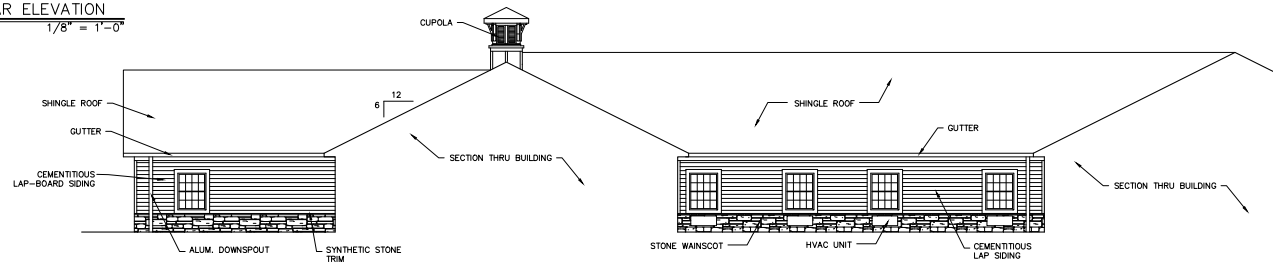 AR ELEVATION
1/8" = 1'-0"
CUPOLA
12
6
SHINGLE ROOF
SHINGLE ROOF
GUTTER
GUTTER
SECTION THRU BUILDING
CEMENTITIOUS
LAP-BOARD SIDING
SECTION THRU BUILDING
ALUM. DOWNSPOUT
SYNTHETIC STONE
TRIM
STONE WAINSCOT
HVAC UNIT
CEMENTITIOUS
LAP SIDING